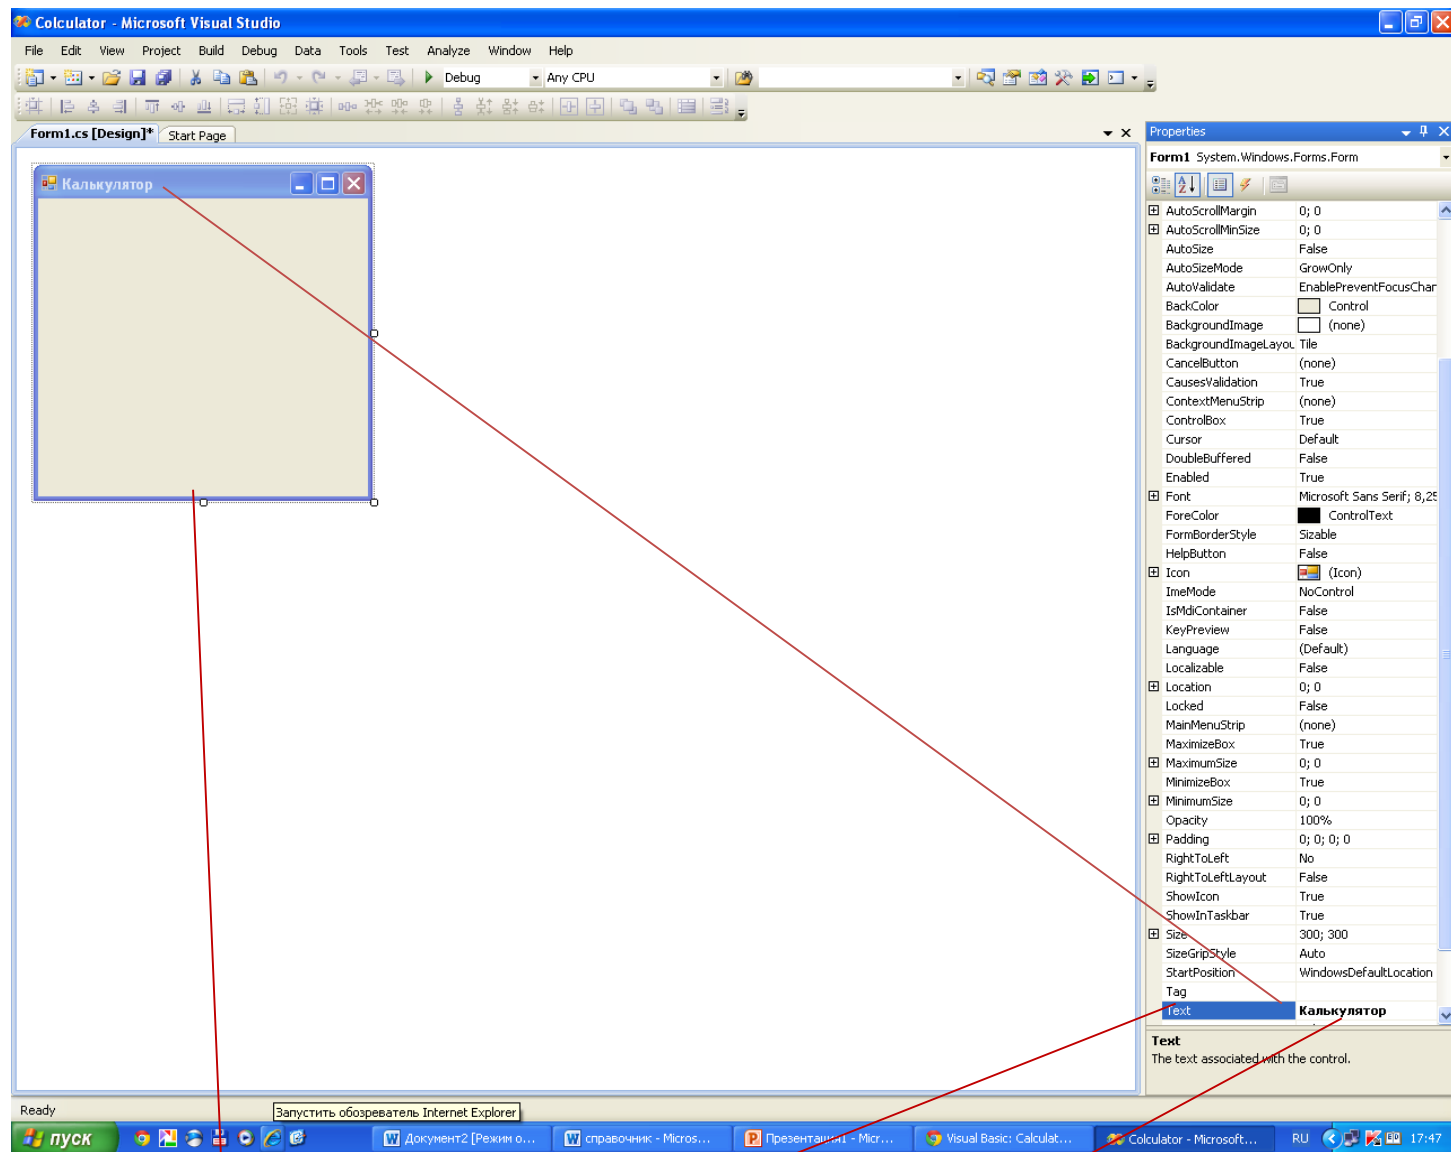 Colculator - Microsoft Visual Studio
File Edit View Project Build Debug Data Tools Test Analyze Window Help
Debug Any CPU
Form1.cs [Design]* Start Page
Калькулятор
Properties
Form1 System.Windows.Forms.Form
AutoScrollMargin 0; 0
AutoScrollMinSize 0; 0
AutoSize False
AutoSizeMode GrowOnly
AutoValidate EnablePreventFocusChar
BackColor Control
BackgroundImage (none)
BackgroundImageLayou Tile
CancelButton (none)
CausesValidation True
ContextMenuStrip (none)
ControlBox True
Cursor Default
DoubleBuffered False
Enabled True
Font Microsoft Sans Serif; 8,25
ForeColor ControlText
FormBorderStyle Sizable
HelpButton False
Icon (Icon)
ImeMode NoControl
IsMdiContainer False
KeyPreview False
Language (Default)
Localizable False
Location 0; 0
Locked False
MainMenuStrip (none)
MaximizeBox True
MaximumSize 0; 0
MinimizeBox True
MinimumSize 0; 0
Opacity 100%
Padding 0; 0; 0; 0
RightToLeft No
RightToLeftLayout False
ShowIcon True
ShowInTaskbar True
Size 300; 300
SizeGripStyle Auto
StartPosition WindowsDefaultLocation
Tag
Text Калькулятор
Text
The text associated with the control.
Ready
Запустить обозреватель Internet Explorer
пуск Документ2 [Режим о... справочник - Micros... Презентация1 - Micr... Visual Basic: Calculat... Colculator - Microsoft... RU 17:47